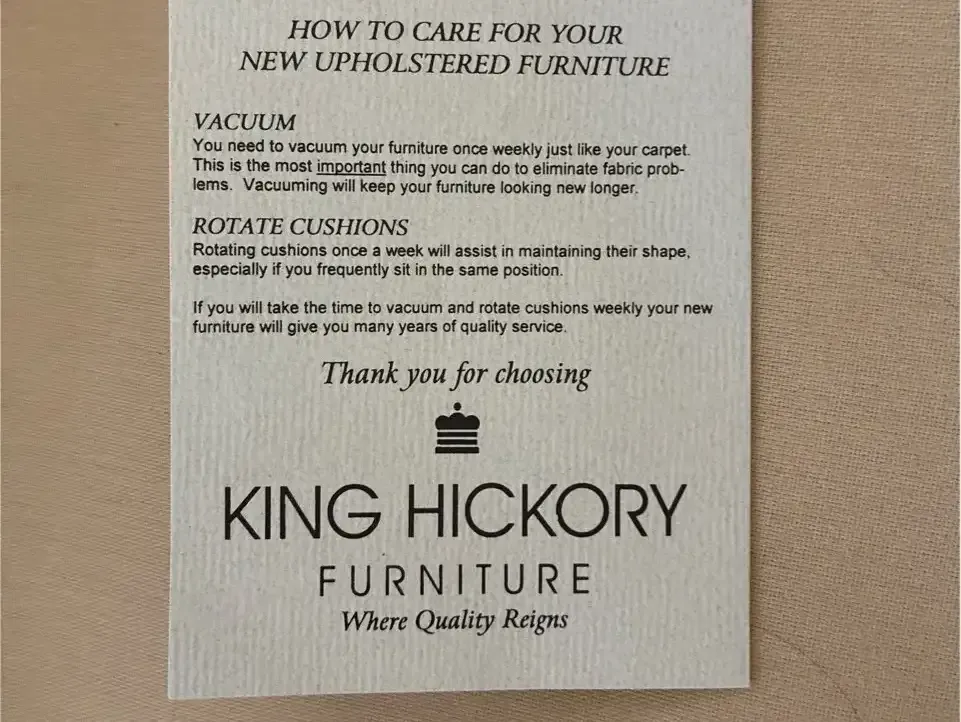 HOW TO CARE FOR YOUR
NEW UPHOLSTERED FURNITURE
VACUUM
You need to vacuum your furniture once weekly just like your carpet.
This is the most important thing you can do to eliminate fabric prob-
lems. Vacuuming will keep your furniture looking new longer.
ROTATE CUSHIONS
Rotating cushions once a week will assist in maintaining their shape,
especially if you frequently sit in the same position.
If you will take the time to vacuum and rotate cushions weekly your new
furniture will give you many years of quality service.
Thank you for choosing
KING HICKORY
FURNITURE
Where Quality Reigns